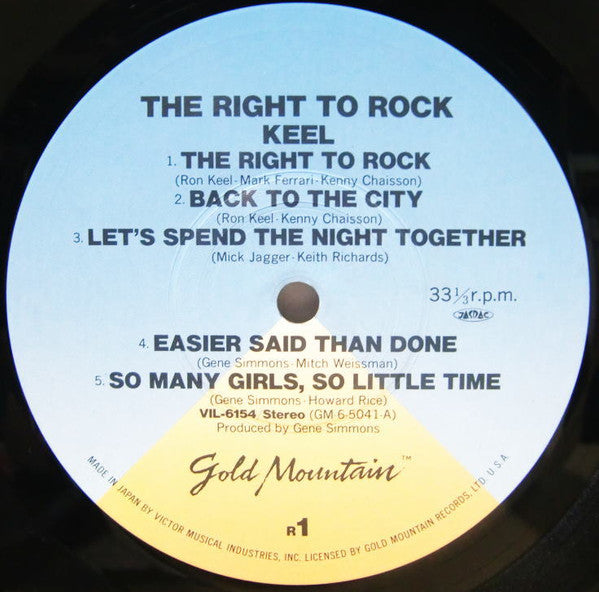 THE RIGHT TO ROCK
KEEL
1. THE RIGHT TO ROCK
(Ron Keel·Mark Ferrari·Kenny Chaisson)
2. BACK TO THE CITY
(Ron Keel·Kenny Chaisson)
3. LET'S SPEND THE NIGHT TOGETHER
(Mick Jagger·Keith Richards)
33 1/3 r.p.m.
JASRAC
4. EASIER SAID THAN DONE
(Gene Simmons·Mitch Weissman)
5. SO MANY GIRLS, SO LITTLE TIME
(Gene Simmons·Howard Rice)
VIL-6154 Stereo (GM-6-5041-A)
Produced by Gene Simmons
Gold Mountain™
R1
MADE IN JAPAN BY VICTOR MUSICAL INDUSTRIES, INC. LICENSED BY GOLD MOUNTAIN RECORDS, LTD. U.S.A.